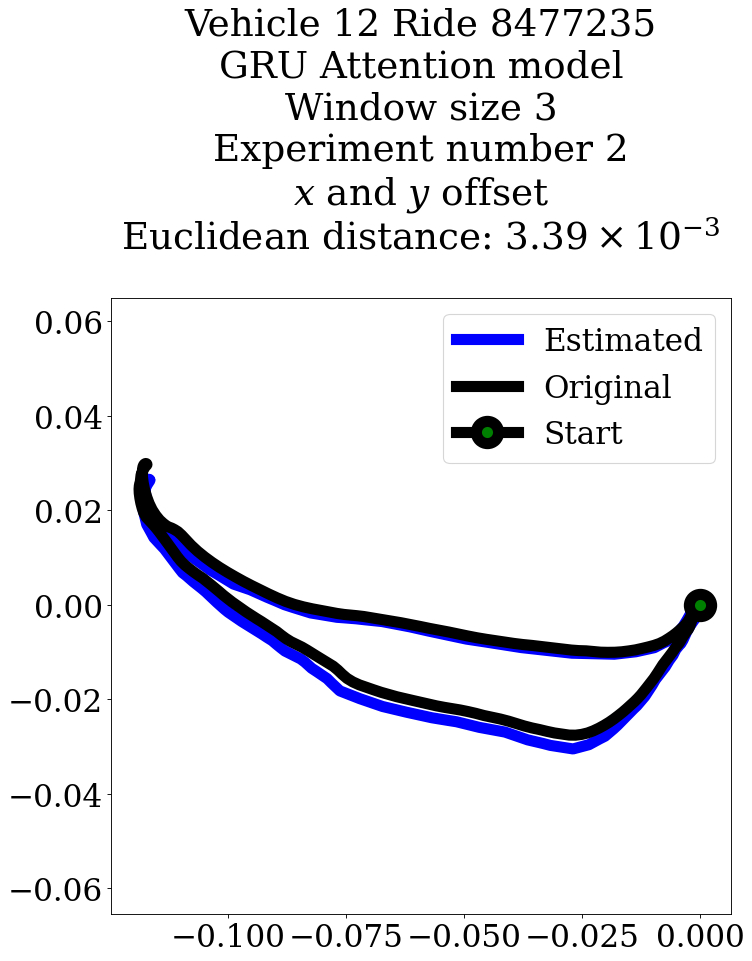 Vehicle 12 Ride 8477235
GRU Attention model
Window size 3
Experiment number 2
x and y offset
Euclidean distance: 3.39 × 10⁻³
Estimated
Original
Start
0.06
0.04
0.02
0.00
−0.02
−0.04
−0.06
−0.100 −0.075 −0.050 −0.025 0.000